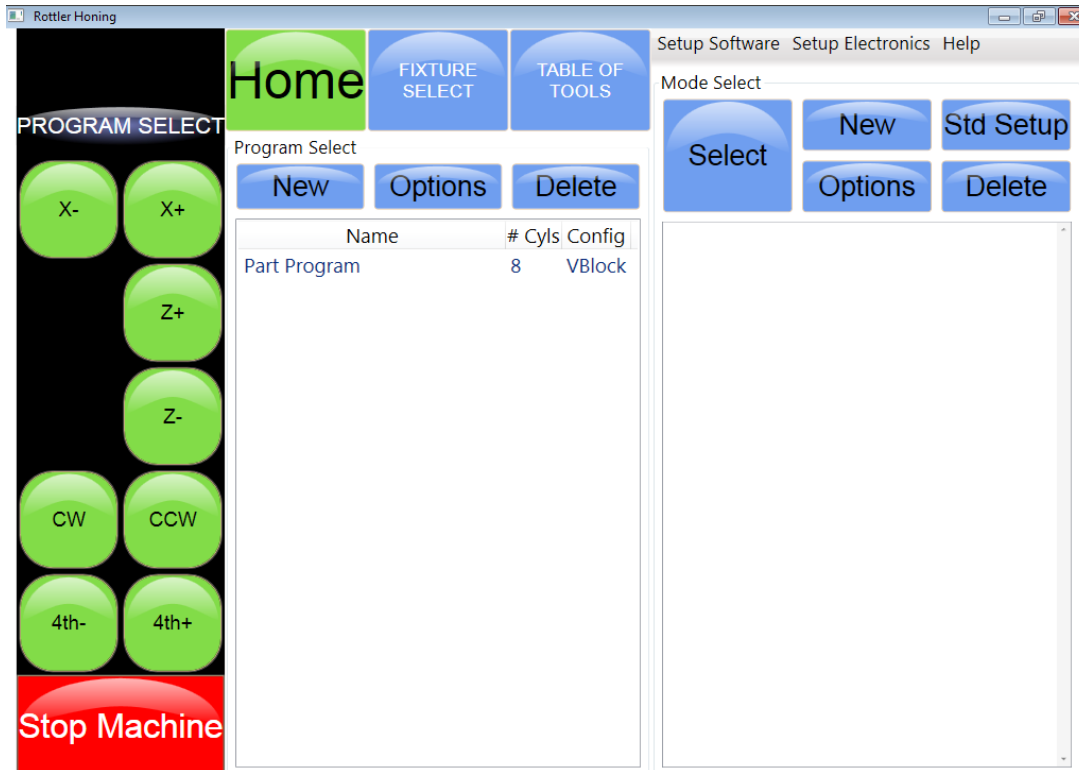 Rottler Honing
PROGRAM SELECT
X-
X+
Z+
Z-
CW
CCW
4th-
4th+
Stop Machine
Home
FIXTURE
SELECT
TABLE OF
TOOLS
Program Select
New
Options
Delete
Name # Cyls Config
Part Program 8 VBlock
Setup Software Setup Electronics Help
Mode Select
Select
New
Std Setup
Options
Delete